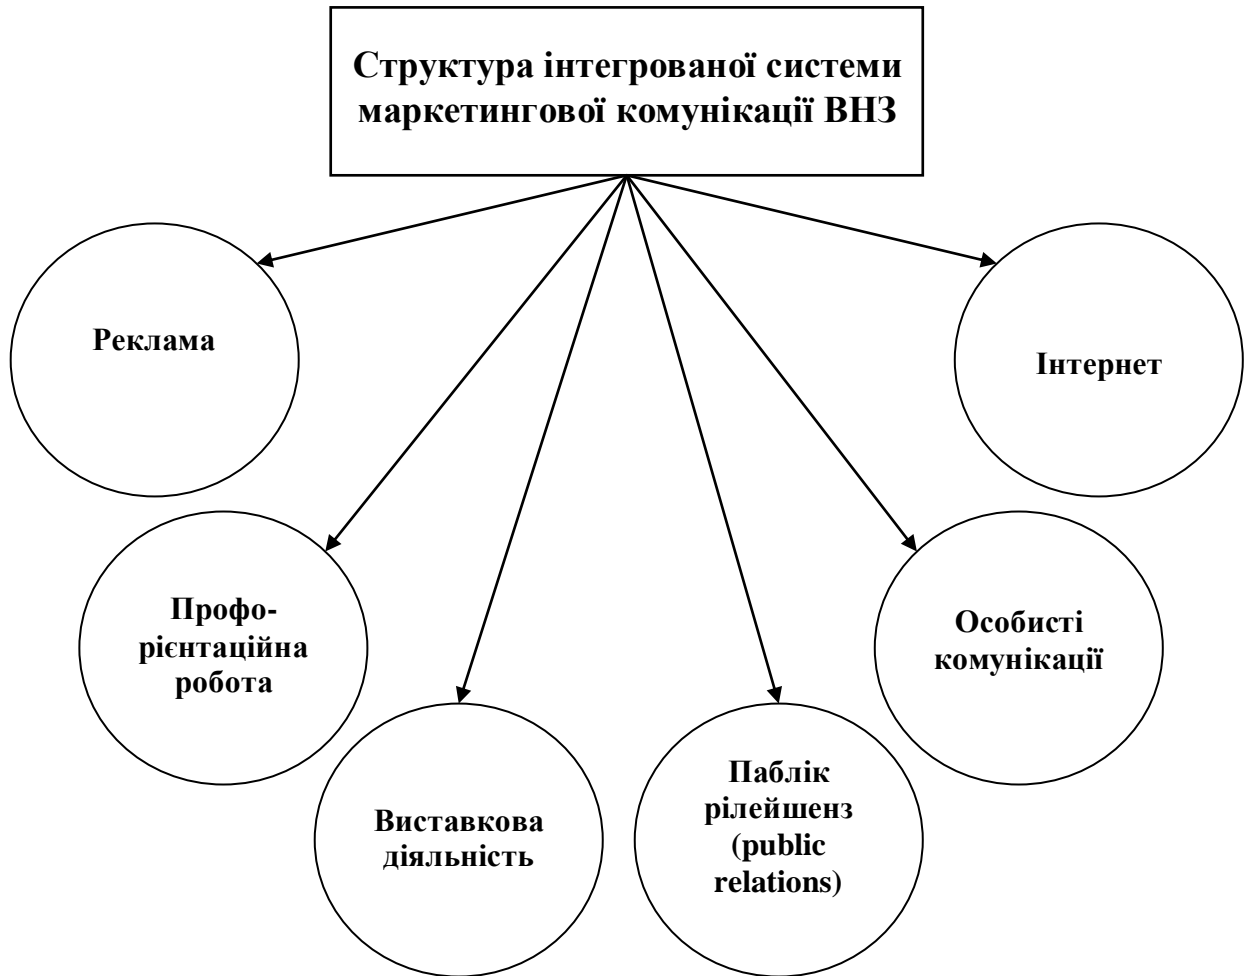 Структура інтегрованої системи
маркетингової комунікації ВНЗ
Реклама
Інтернет
Профо-
рієнтаційна
робота
Особисті
комунікації
Виставкова
діяльність
Паблік
рілейшенз
(public
relations)